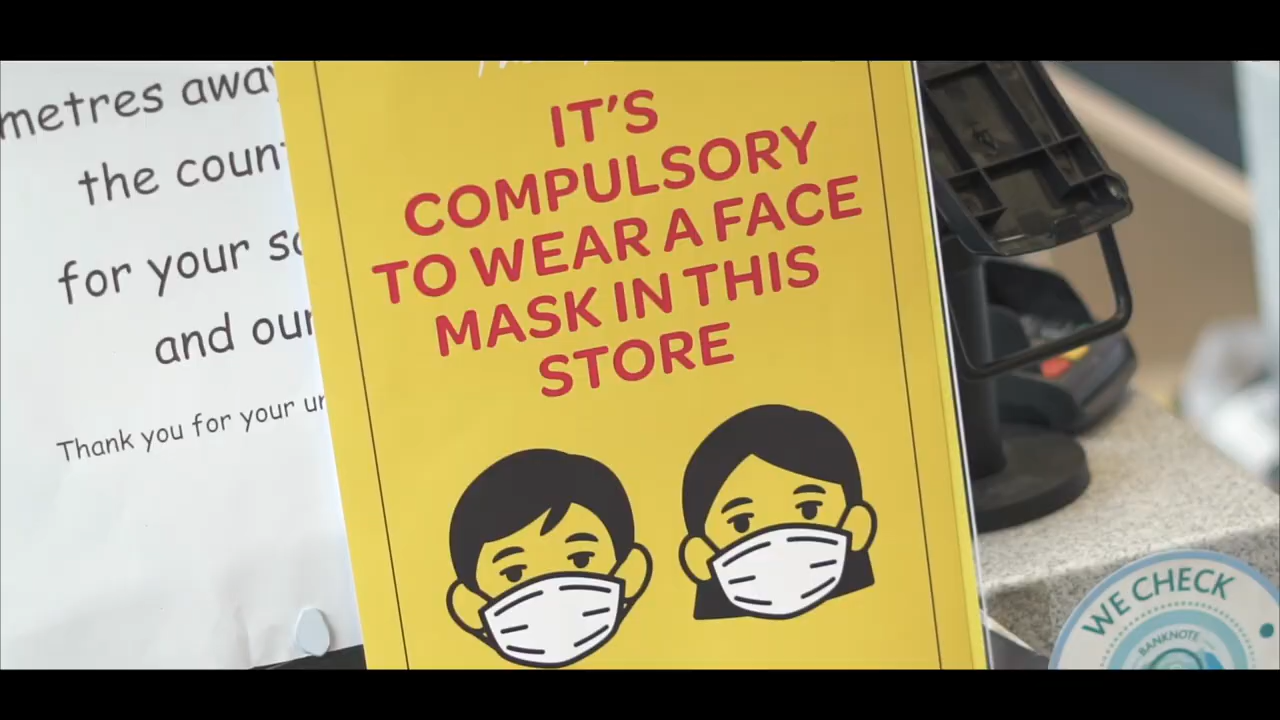 metres away
the coun
for your
and our
Thank you for your
IT'S
COMPULSORY
TO WEAR A FACE
MASK IN THIS
STORE
WE CHECK
BANKNOTE